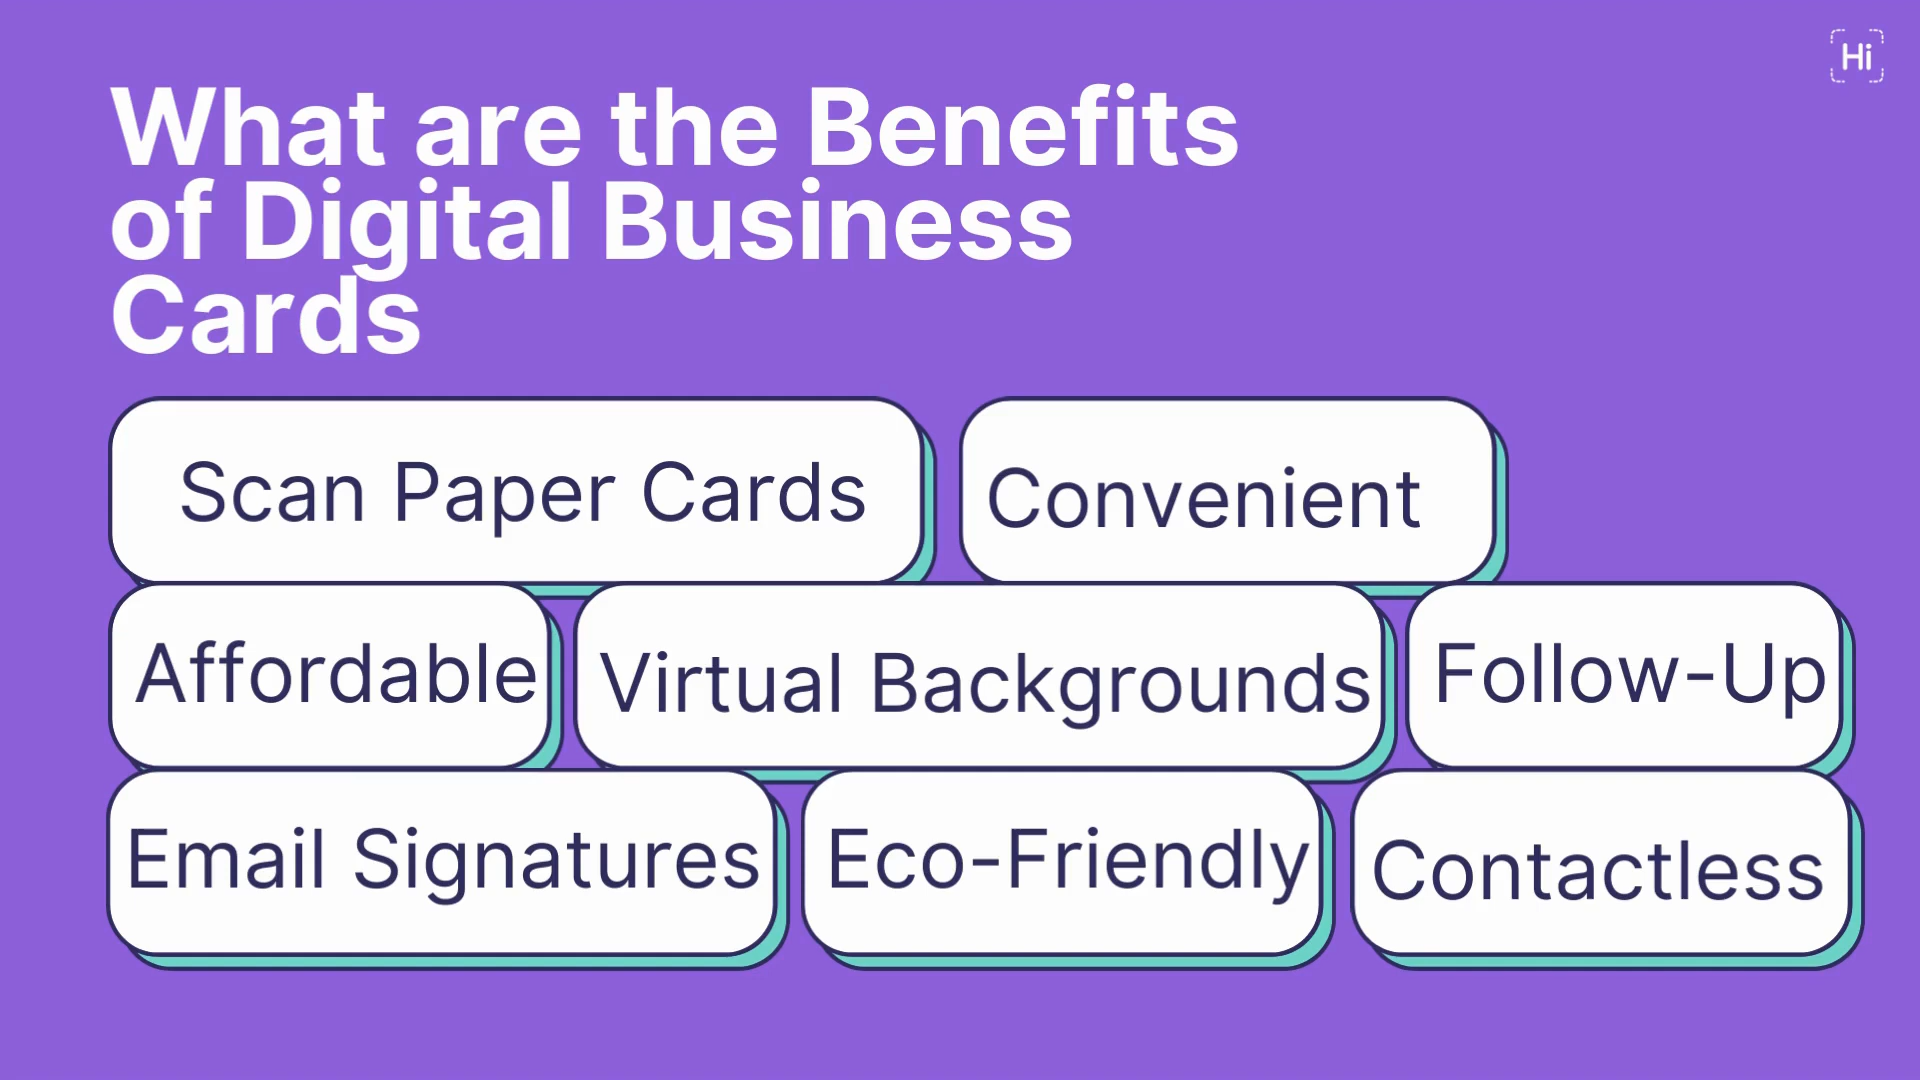 Hi
What are the Benefits
of Digital Business
Cards
Scan Paper Cards
Convenient
Affordable
Virtual Backgrounds
Follow-Up
Email Signatures
Eco-Friendly
Contactless